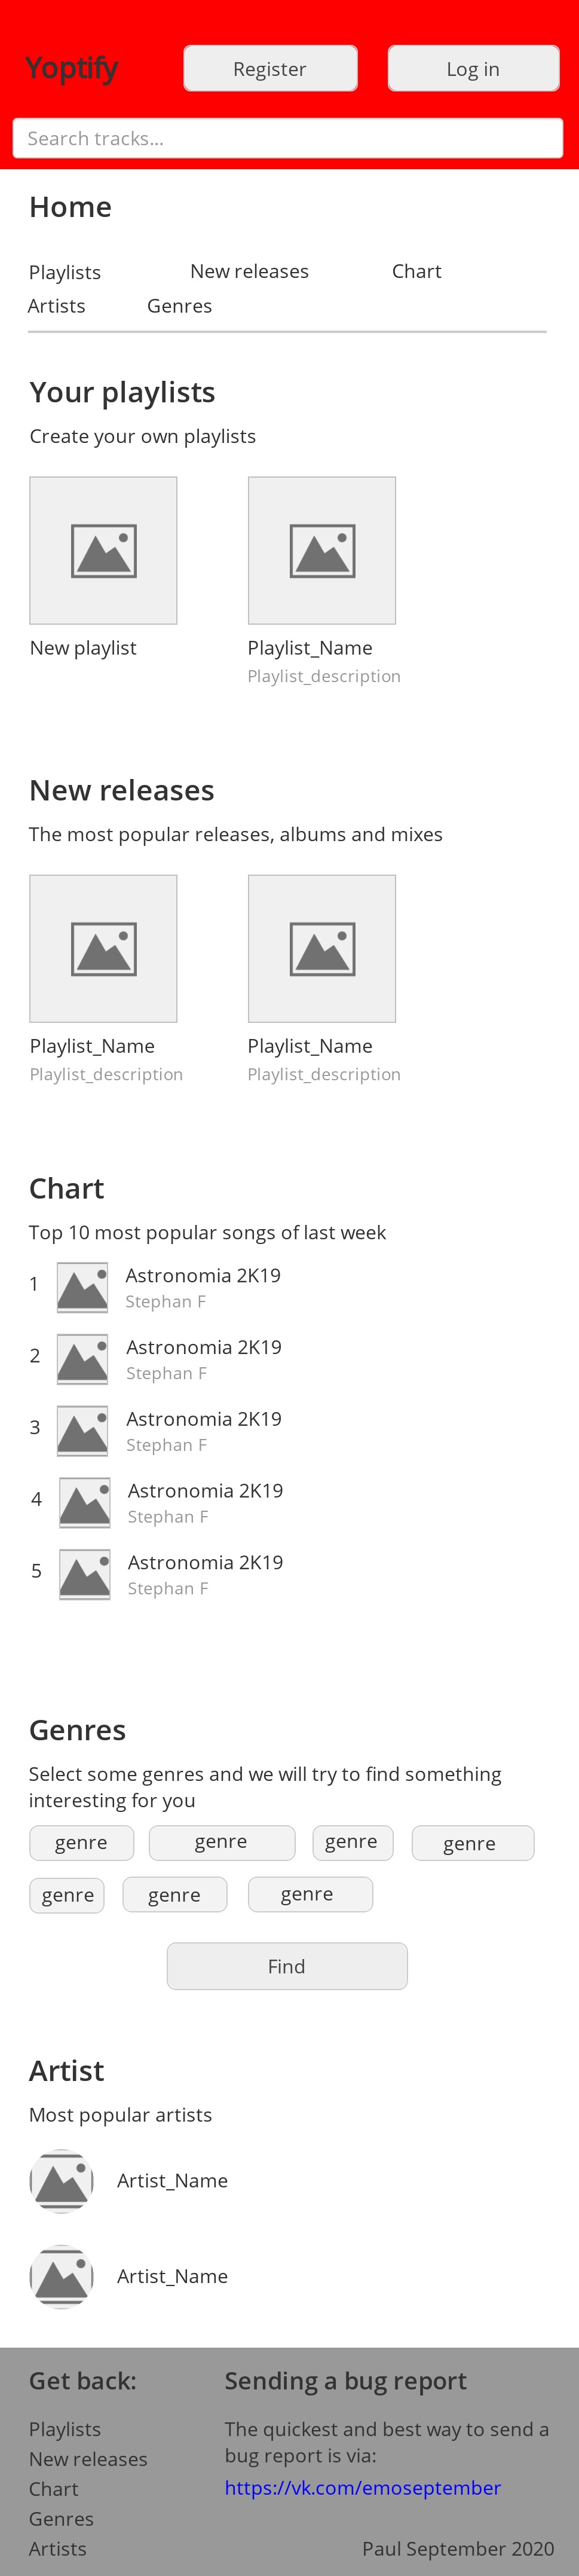 Yoptify
Register
Log in
Search tracks...
Home
Playlists
New releases
Chart
Artists
Genres
Your playlists
Create your own playlists
New playlist
Playlist_Name
Playlist_description
New releases
The most popular releases, albums and mixes
Playlist_Name
Playlist_Name
Playlist_description
Playlist_description
Chart
Top 10 most popular songs of last week
1
Astronomia 2K19
Stephan F
2
Astronomia 2K19
Stephan F
3
Astronomia 2K19
Stephan F
4
Astronomia 2K19
Stephan F
5
Astronomia 2K19
Stephan F
Genres
Select some genres and we will try to find something
interesting for you
genre
genre
genre
genre
genre
genre
genre
Find
Artist
Most popular artists
Artist_Name
Artist_Name
Get back:
Playlists
New releases
Chart
Genres
Artists
Sending a bug report
The quickest and best way to send a
bug report is via:
https://vk.com/emoseptember
Paul September 2020